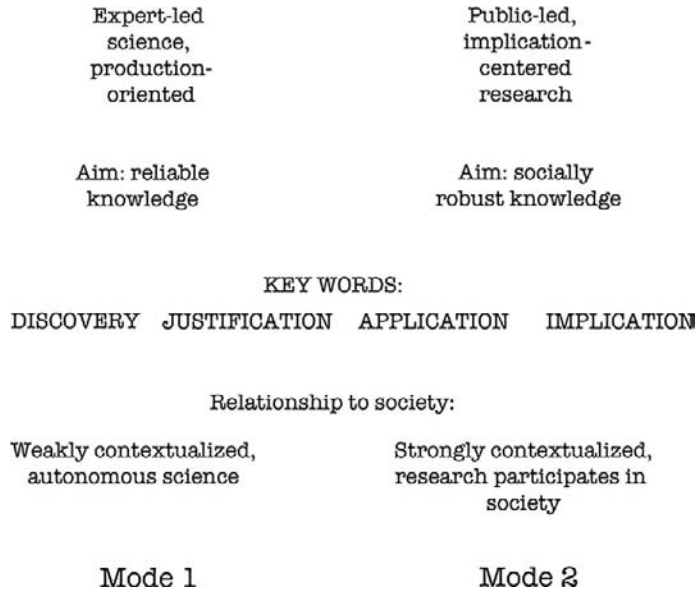 Expert-led
science,
production-
oriented
Public-led,
implication-
centered
research
Aim: reliable
knowledge
Aim: socially
robust knowledge
KEY WORDS:
DISCOVERY JUSTIFICATION APPLICATION IMPLICATION
Relationship to society:
Weakly contextualized,
autonomous science
Strongly contextualized,
research participates in
society
Mode 1
Mode 2